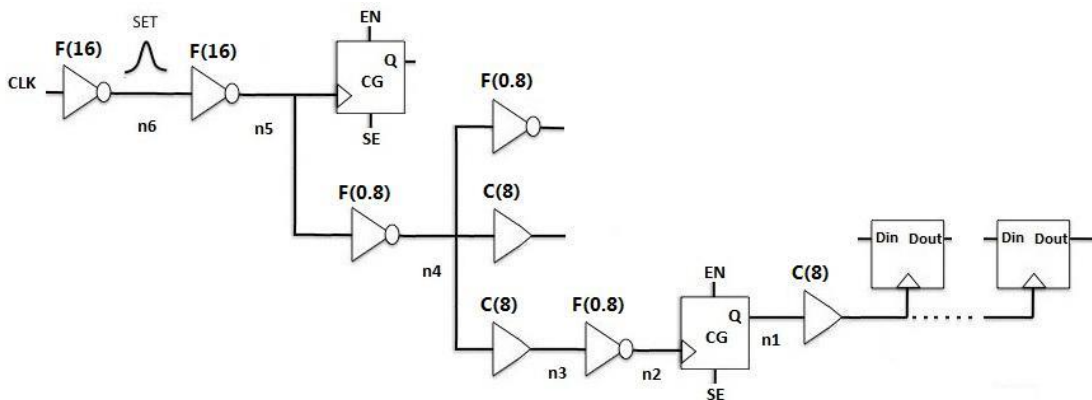 SET
EN
F(16)
F(16)
Q
CLK
CG
F(0.8)
n6
n5
SE
F(0.8)
C(8)
n4
Din Dout
Din Dout
EN
C(8)
C(8)
F(0.8)
Q
CG
n1
n3
n2
SE